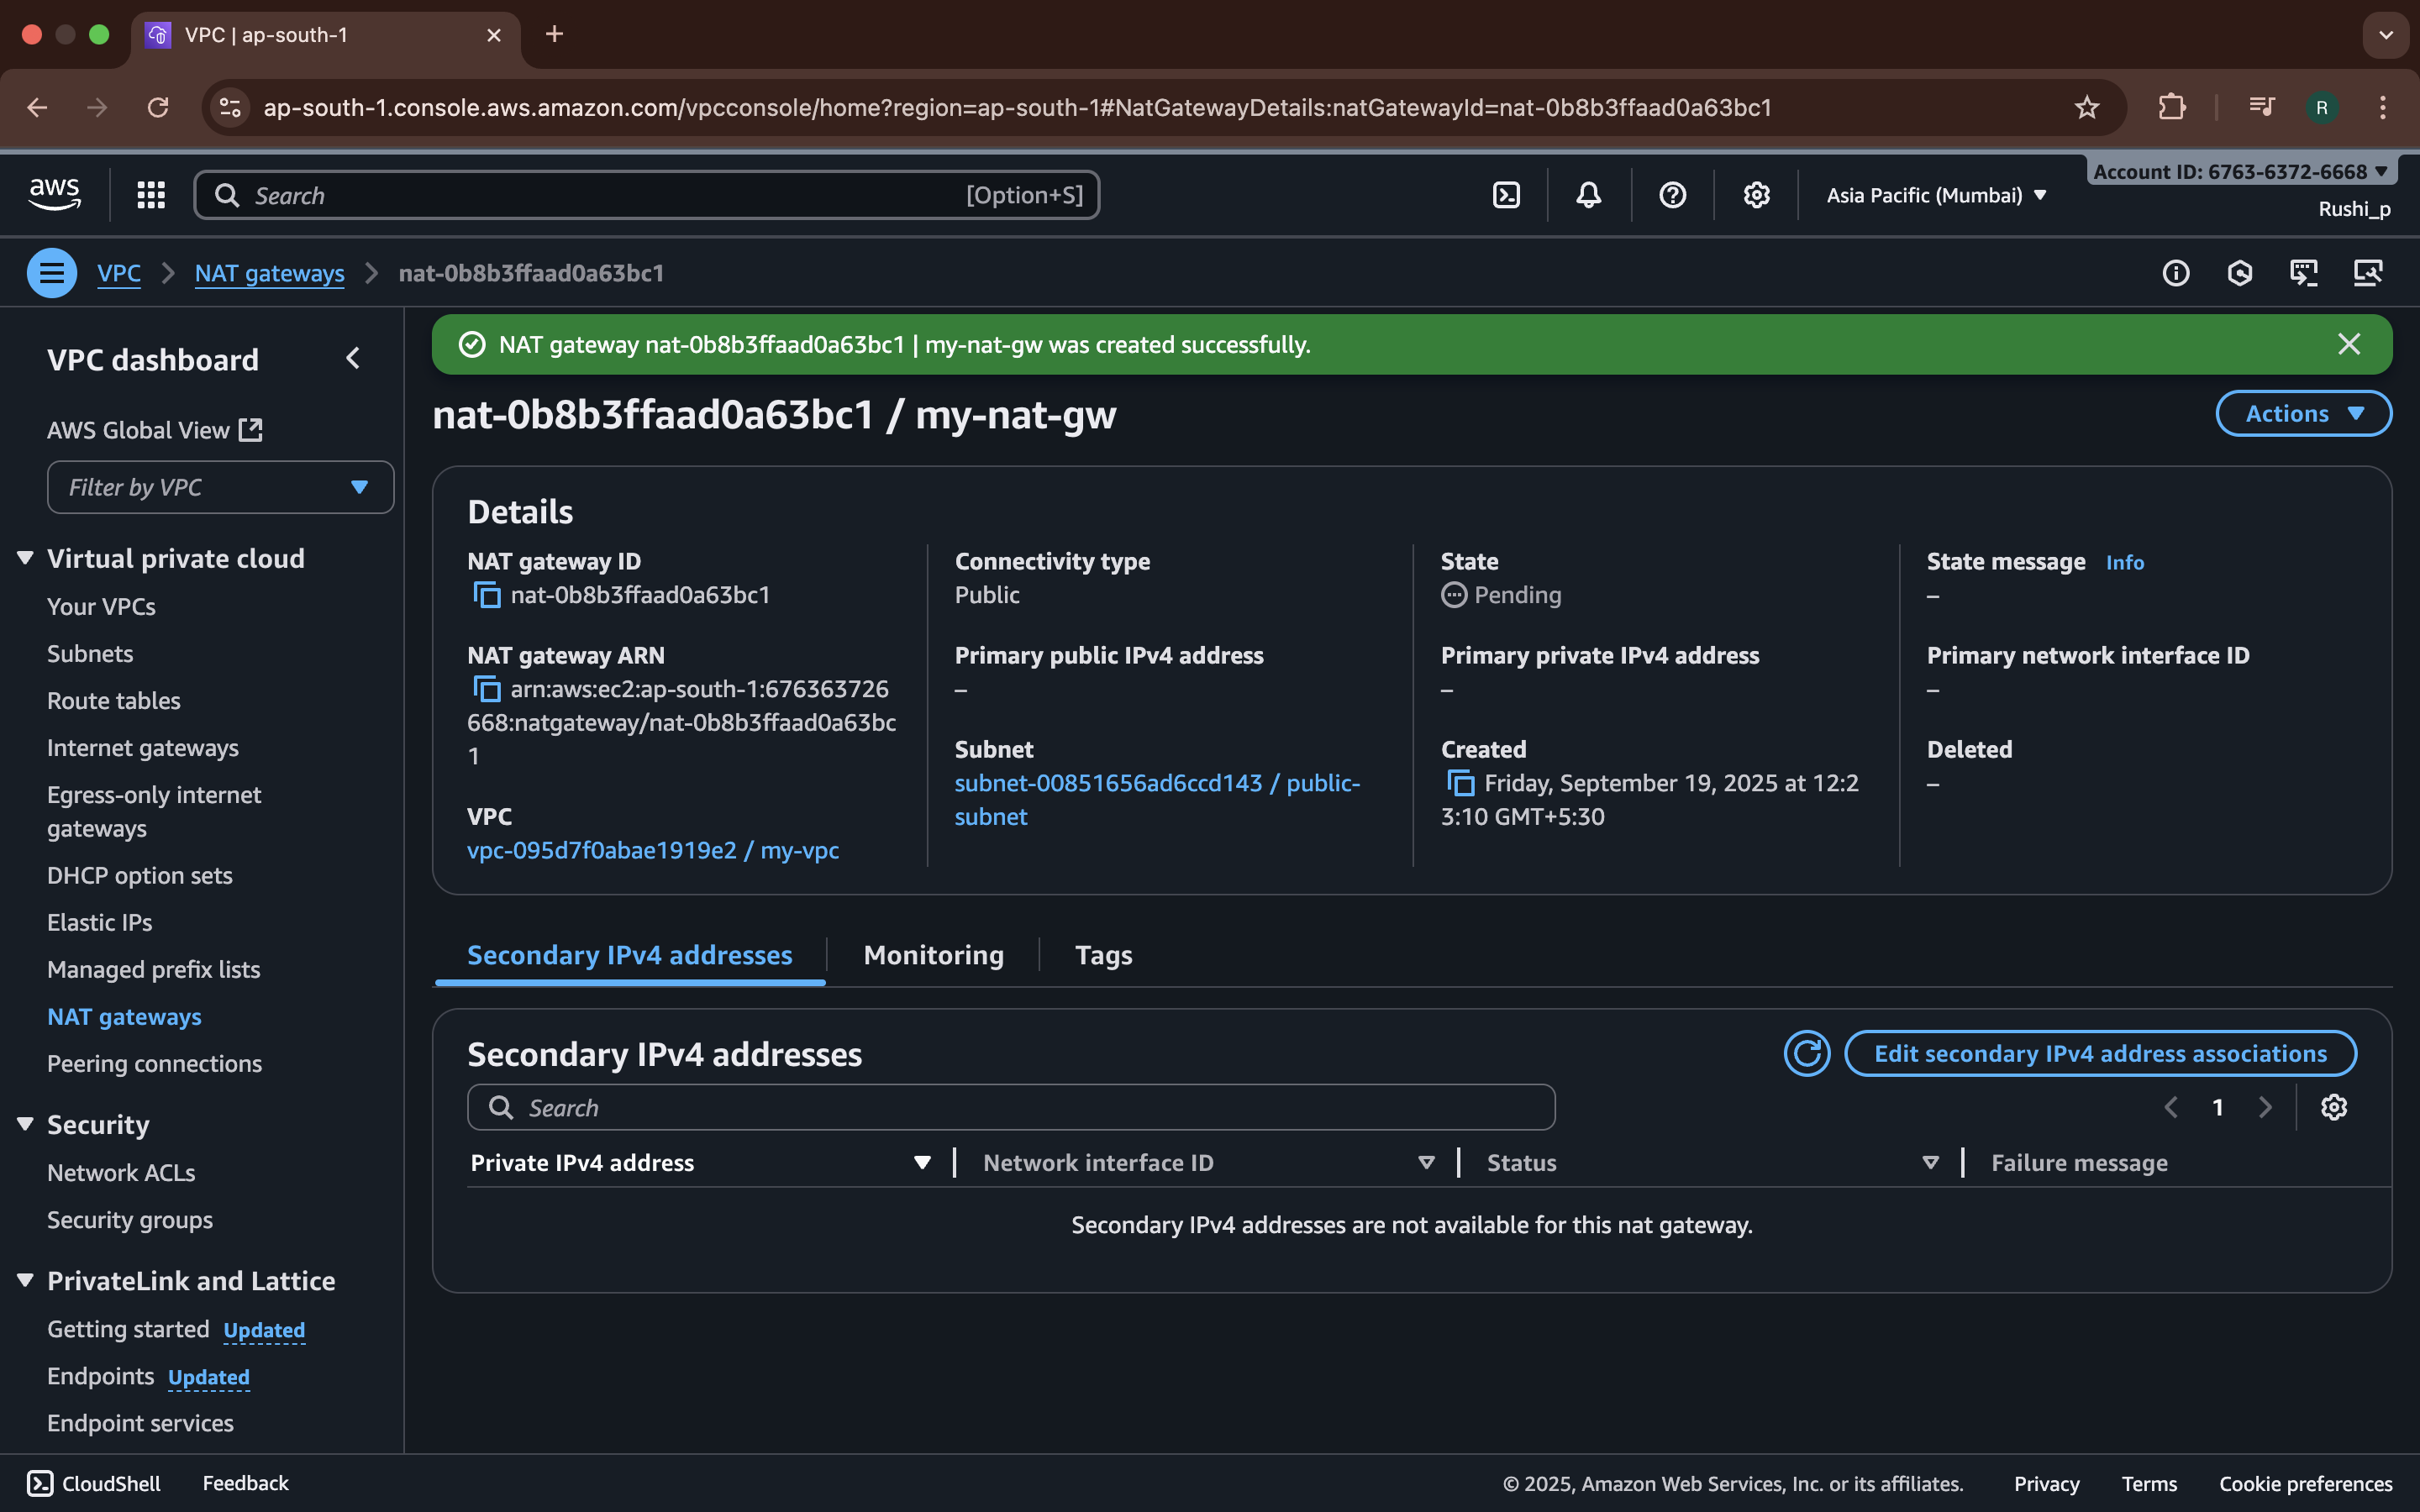 VPC | ap-south-1
ap-south-1.console.aws.amazon.com/vpcconsole/home?region=ap-south-1#NatGatewayDetails:natGatewayId=nat-0b8b3ffaad0a63bc1
R
aws
Search
[Option+S]
Asia Pacific (Mumbai)
Account ID: 6763-6372-6668
Rushi_p
VPC
NAT gateways
nat-0b8b3ffaad0a63bc1
VPC dashboard
AWS Global View
Filter by VPC
Virtual private cloud
Your VPCs
Subnets
Route tables
Internet gateways
Egress-only internet
gateways
DHCP option sets
Elastic IPs
Managed prefix lists
NAT gateways
Peering connections
Security
Network ACLs
Security groups
PrivateLink and Lattice
Getting started Updated
Endpoints Updated
Endpoint services
NAT gateway nat-0b8b3ffaad0a63bc1 | my-nat-gw was created successfully.
nat-0b8b3ffaad0a63bc1 / my-nat-gw
Actions
Details
NAT gateway ID
nat-0b8b3ffaad0a63bc1
NAT gateway ARN
arn:aws:ec2:ap-south-1:676363726
668:natgateway/nat-0b8b3ffaad0a63bc
1
VPC
vpc-095d7f0abae1919e2 / my-vpc
Connectivity type
Public
Primary public IPv4 address
–
Subnet
subnet-00851656ad6ccd143 / public-
subnet
State
Pending
Primary private IPv4 address
–
Created
Friday, September 19, 2025 at 12:2
3:10 GMT+5:30
State message Info
–
Primary network interface ID
–
Deleted
–
Secondary IPv4 addresses
Monitoring
Tags
Secondary IPv4 addresses
Edit secondary IPv4 address associations
Search
1
Private IPv4 address
Network interface ID
Status
Failure message
Secondary IPv4 addresses are not available for this nat gateway.
CloudShell
Feedback
© 2025, Amazon Web Services, Inc. or its affiliates.
Privacy
Terms
Cookie preferences